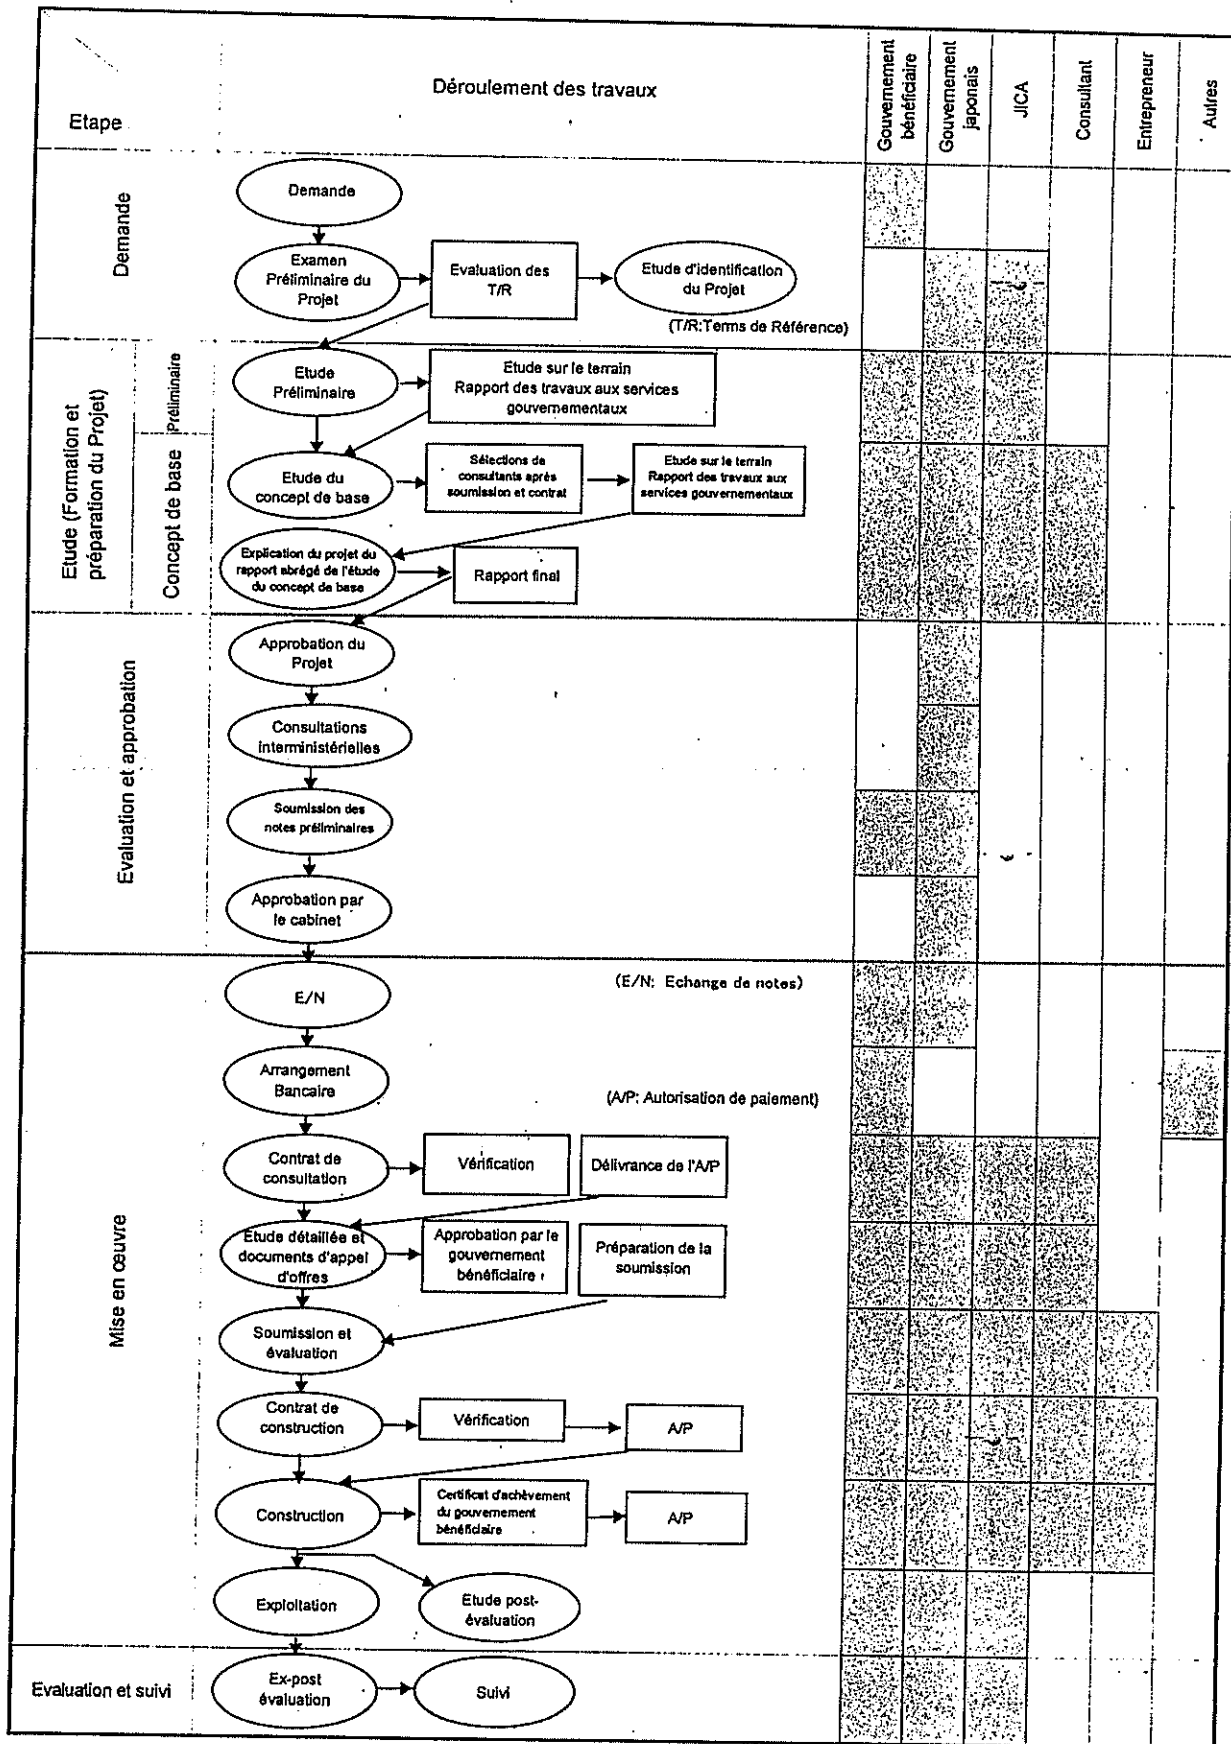 Etape
Déroulement des travaux
Gouvernement
bénéficiaire
Gouvernement
japonais
JICA
Consultant
Entrepreneur
Autres
Demande
Demande
Examen
Préliminaire du
Projet
Evaluation des
T/R
Etude d'identification
du Projet
(T/R:Terms de Référence)
Etude (Formation et
préparation du Projet)
Préliminaire
Etude
Préliminaire
Etude sur le terrain
Rapport des travaux aux services
gouvernementaux
Concept de base
Etude du
concept de base
Sélections de
consultants après
soumission et contrat
Etude sur le terrain
Rapport des travaux aux
services gouvernementaux
Explication du projet du
rapport abrégé de l'étude
du concept de base
Rapport final
Evaluation et approbation
Approbation du
Projet
Consultations
interministérielles
Soumission des
notes préliminaires
Approbation par
le cabinet
Mise en œuvre
E/N
(E/N: Echange de notes)
Arrangement
Bancaire
(A/P: Autorisation de paiement)
Contrat de
consultation
Vérification
Délivrance de l'A/P
Etude détaillée et
documents d'appel
d'offres
Approbation par le
gouvernement
bénéficiaire
Préparation de la
soumission
Soumission et
évaluation
Contrat de
construction
Vérification
A/P
Construction
Certificat d'achèvement
du gouvernement
bénéficiaire
A/P
Exploitation
Etude post-
évaluation
Evaluation et suivi
Ex-post
évaluation
Suivi